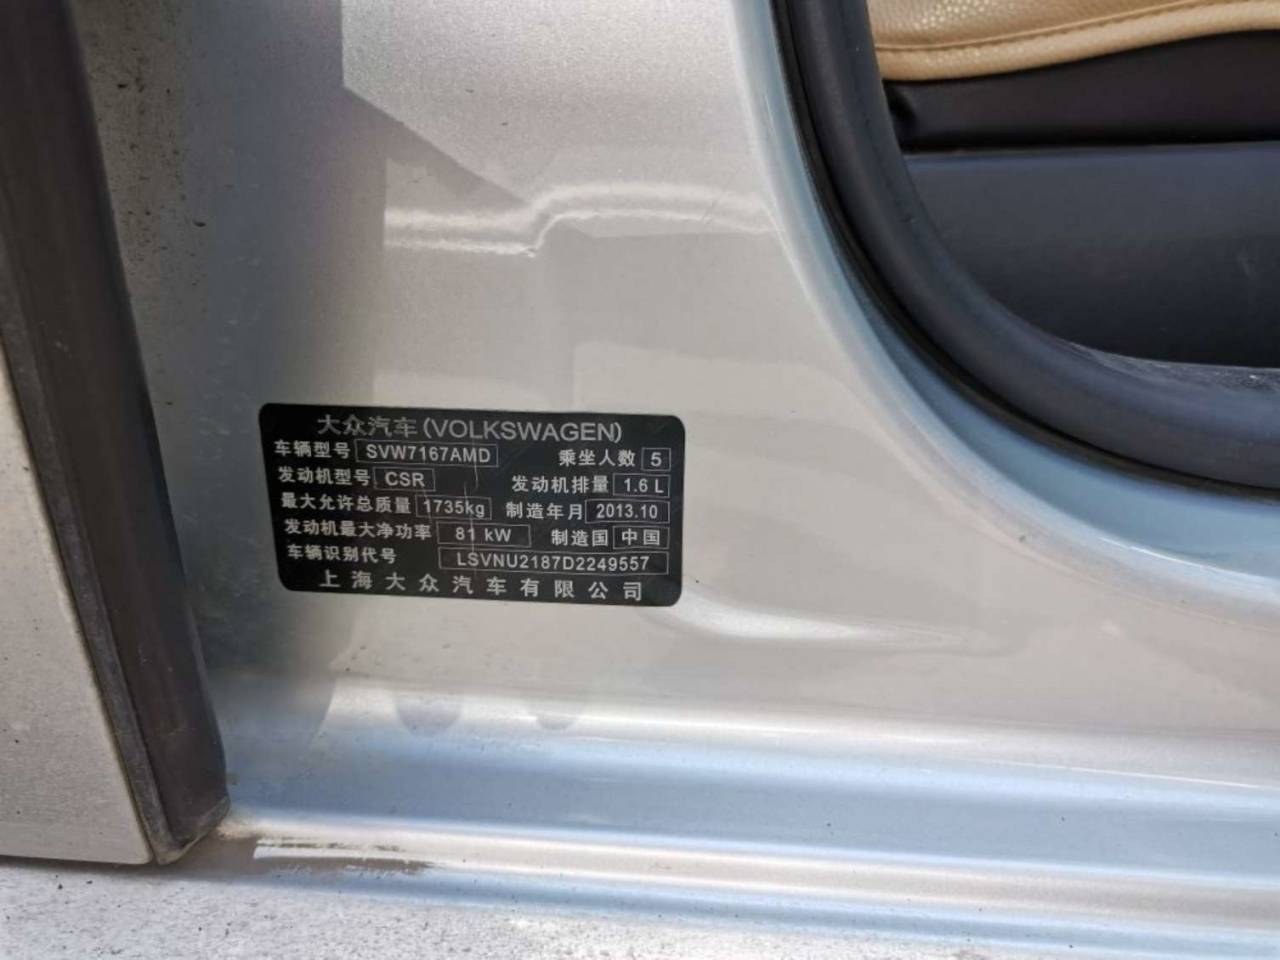 大众汽车(VOLKSWAGEN)
车辆型号 SVW7167AMD 乘坐人数 5
发动机型号 CSR 发动机排量 1.6 L
最大允许总质量 1735kg 制造年月 2013.10
发动机最大净功率 81 kW 制造国 中国
车辆识别代号 LSVNU2187D2249557
上海大众汽车有限公司